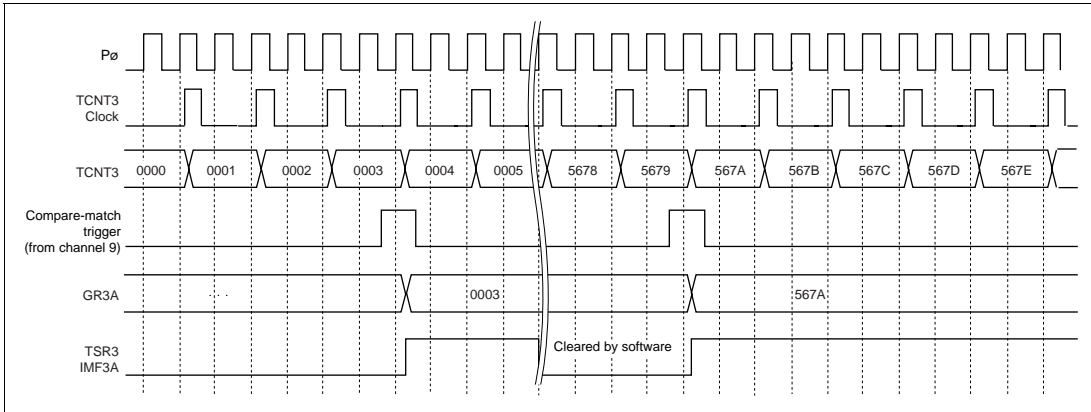 Pø
TCNT3
Clock
TCNT3
0000 0001 0002 0003 0004 0005 5678 5679 567A 567B 567C 567D 567E
Compare-match
trigger
(from channel 9)
GR3A
. . . 0003 567A
TSR3
IMF3A
Cleared by software